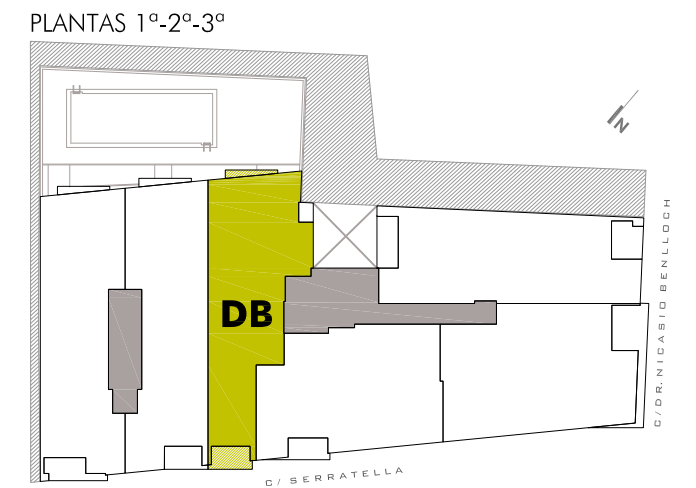 PLANTAS 1ª-2ª-3ª
N
DB
C/DR.NICASIO BENLLOCH
C/ SERRATELLA